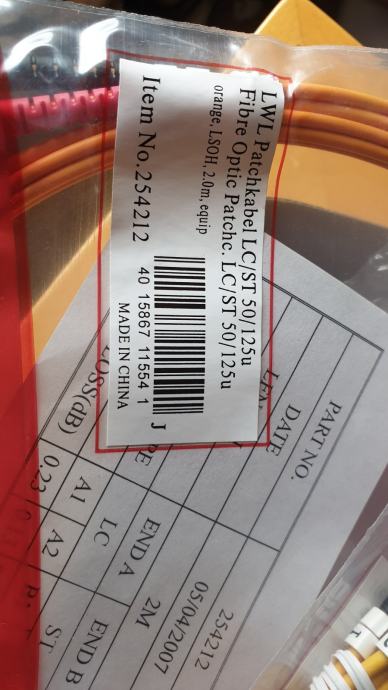 LWL Patchkabel LC/ST 50/125u
Fibre Optic Patchc. LC/ST 50/125u
orange, LSOH, 2.0m, equip
J
40 15867 11554 1
Item No.254212
MADE IN CHINA
PART NO. 254212
DATE 05/04/2007
2M
END A END B
LC ST
A1 A2
LOSS(dB) 0.23